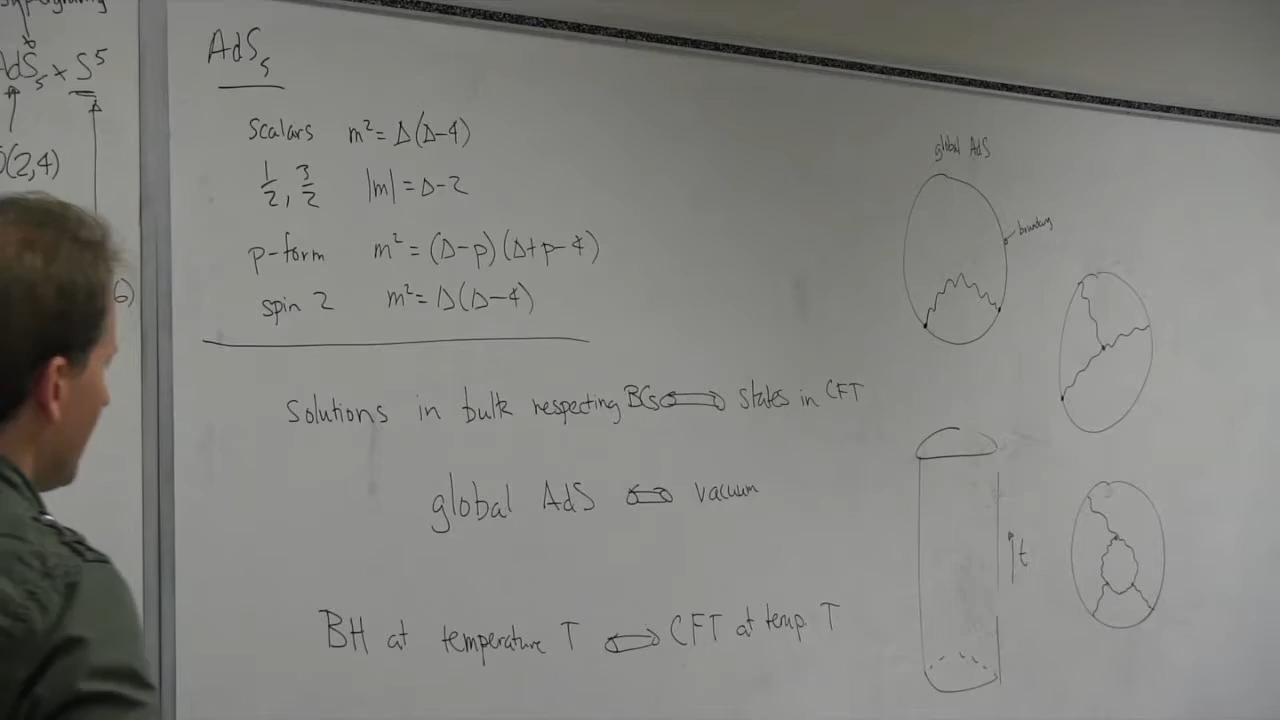 supergravity
AdS₅ × S⁵
O(2,4)
6)
AdS₅
Scalars m² = Δ(Δ-4)
1/2, 3/2 |m| = Δ-2
p-form m² = (Δ-p)(Δ+p-4)
spin 2 m² = Δ(Δ-4)
Solutions in bulk respecting BCs ⟺ states in CFT
global AdS ⟺ vacuum
BH at temperature T ⟺ CFT at temp. T
global AdS
boundary
t